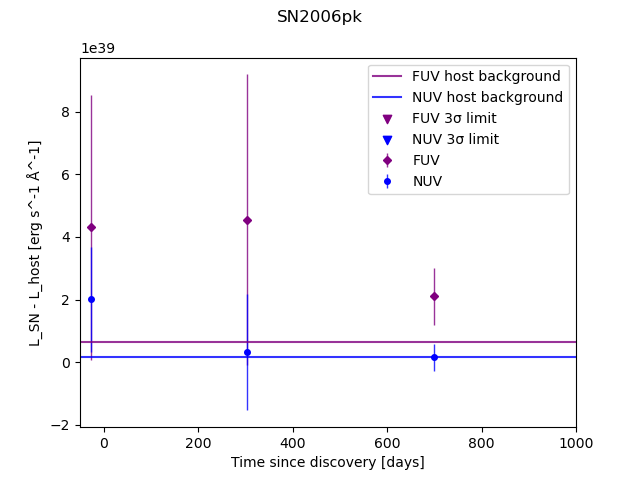 SN2006pk
1e39
FUV host background
NUV host background
FUV 3σ limit
NUV 3σ limit
FUV
NUV
L_SN - L_host [erg s^-1 Å^-1]
8
6
4
2
0
−2
0 200 400 600 800 1000
Time since discovery [days]